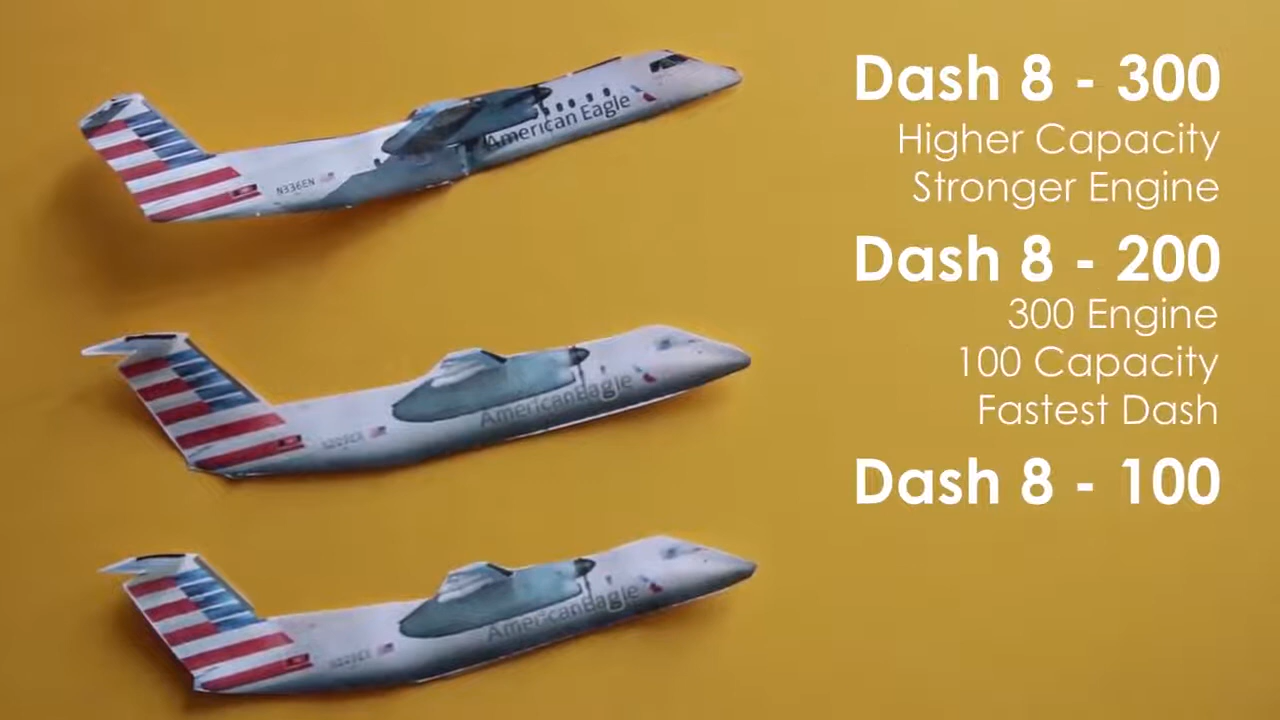 Dash 8 - 300
Higher Capacity
Stronger Engine
Dash 8 - 200
300 Engine
100 Capacity
Fastest Dash
Dash 8 - 100
American Eagle
N336EN
AmericanEagle
AmericanEagle